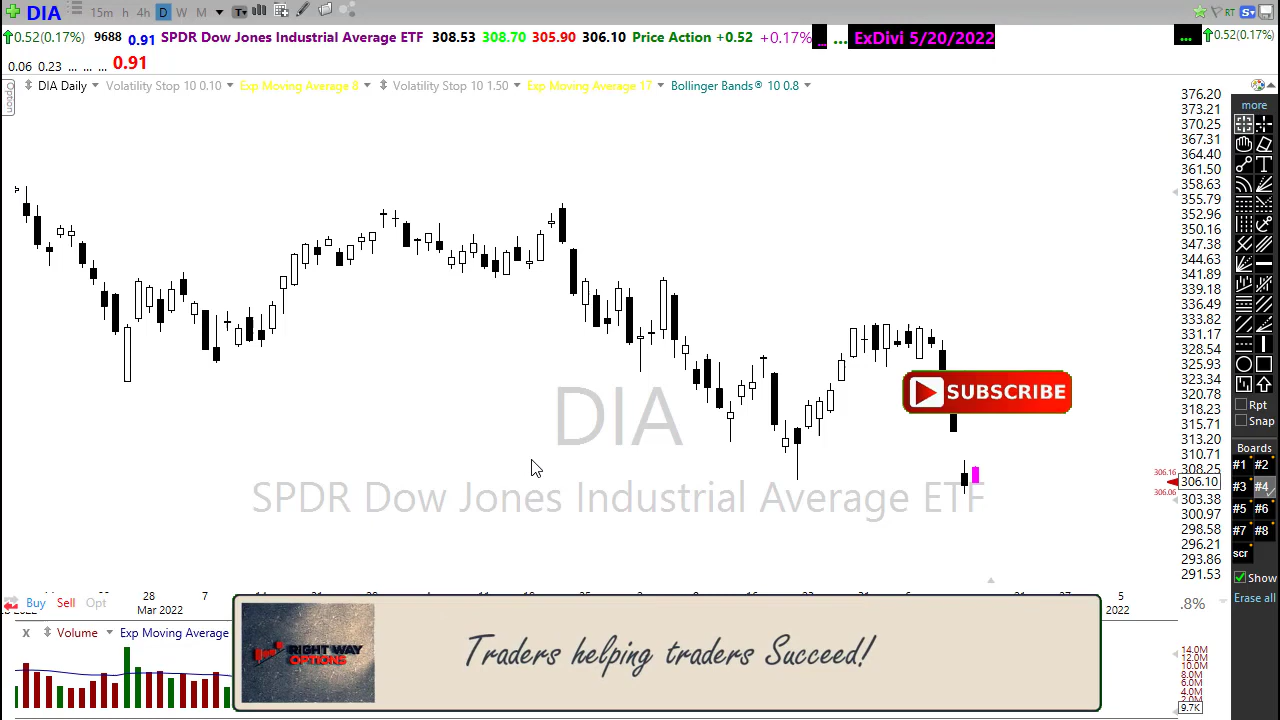 DIA 15m h 4h D W M T RT S
0.52(0.17%) 9688 0.91 SPDR Dow Jones Industrial Average ETF 308.53 308.70 305.90 306.10 Price Action +0.52 +0.17% ... ... ExDivi 5/20/2022 ... 0.52(0.17%)
0.06 0.23 ... ... 0.91
Option
DIA Daily Volatility Stop 10 0.10 Exp Moving Average 8 Volatility Stop 10 1.50 Exp Moving Average 17 Bollinger Bands® 10 0.8
376.20
373.21
370.25
367.31
364.40
361.50
358.63
355.79
352.96
350.16
347.38
344.63
341.89
339.18
336.49
333.82
331.17
328.54
325.93
323.34
320.78
318.23
315.71
313.20
310.71
308.25
306.16
306.10
306.06
303.38
300.97
298.58
296.21
293.86
291.53
more
Rpt
Snap
Boards
#1 #2
#3 #4
#5 #6
#7 #8
scr
Show
Erase all
SUBSCRIBE
DIA
SPDR Dow Jones Industrial Average ETF
28 7 5
Mar 2022 2022
Buy Sell Opt
.8%
X Volume Exp Moving Average
14.0M
12.0M
10.0M
8.0M
6.0M
4.0M
9.7K
RIGHT WAY
OPTIONS
Traders helping traders Succeed!